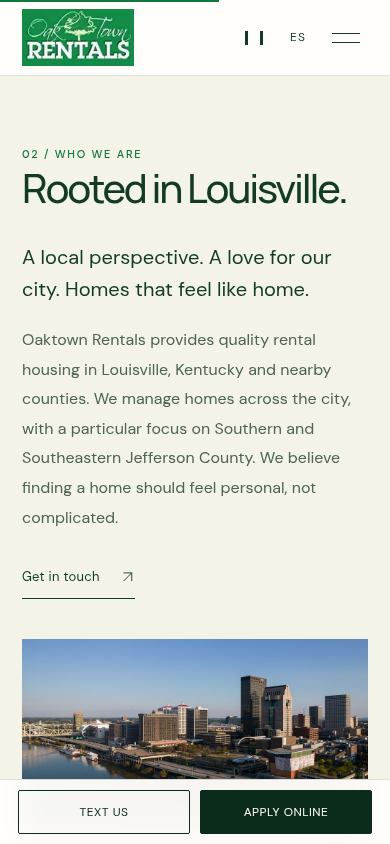 Oak Town
RENTALS
ES
02 / WHO WE ARE
Rooted in Louisville.
A local perspective. A love for our
city. Homes that feel like home.
Oaktown Rentals provides quality rental
housing in Louisville, Kentucky and nearby
counties. We manage homes across the city,
with a particular focus on Southern and
Southeastern Jefferson County. We believe
finding a home should feel personal, not
complicated.
Get in touch
TEXT US
APPLY ONLINE